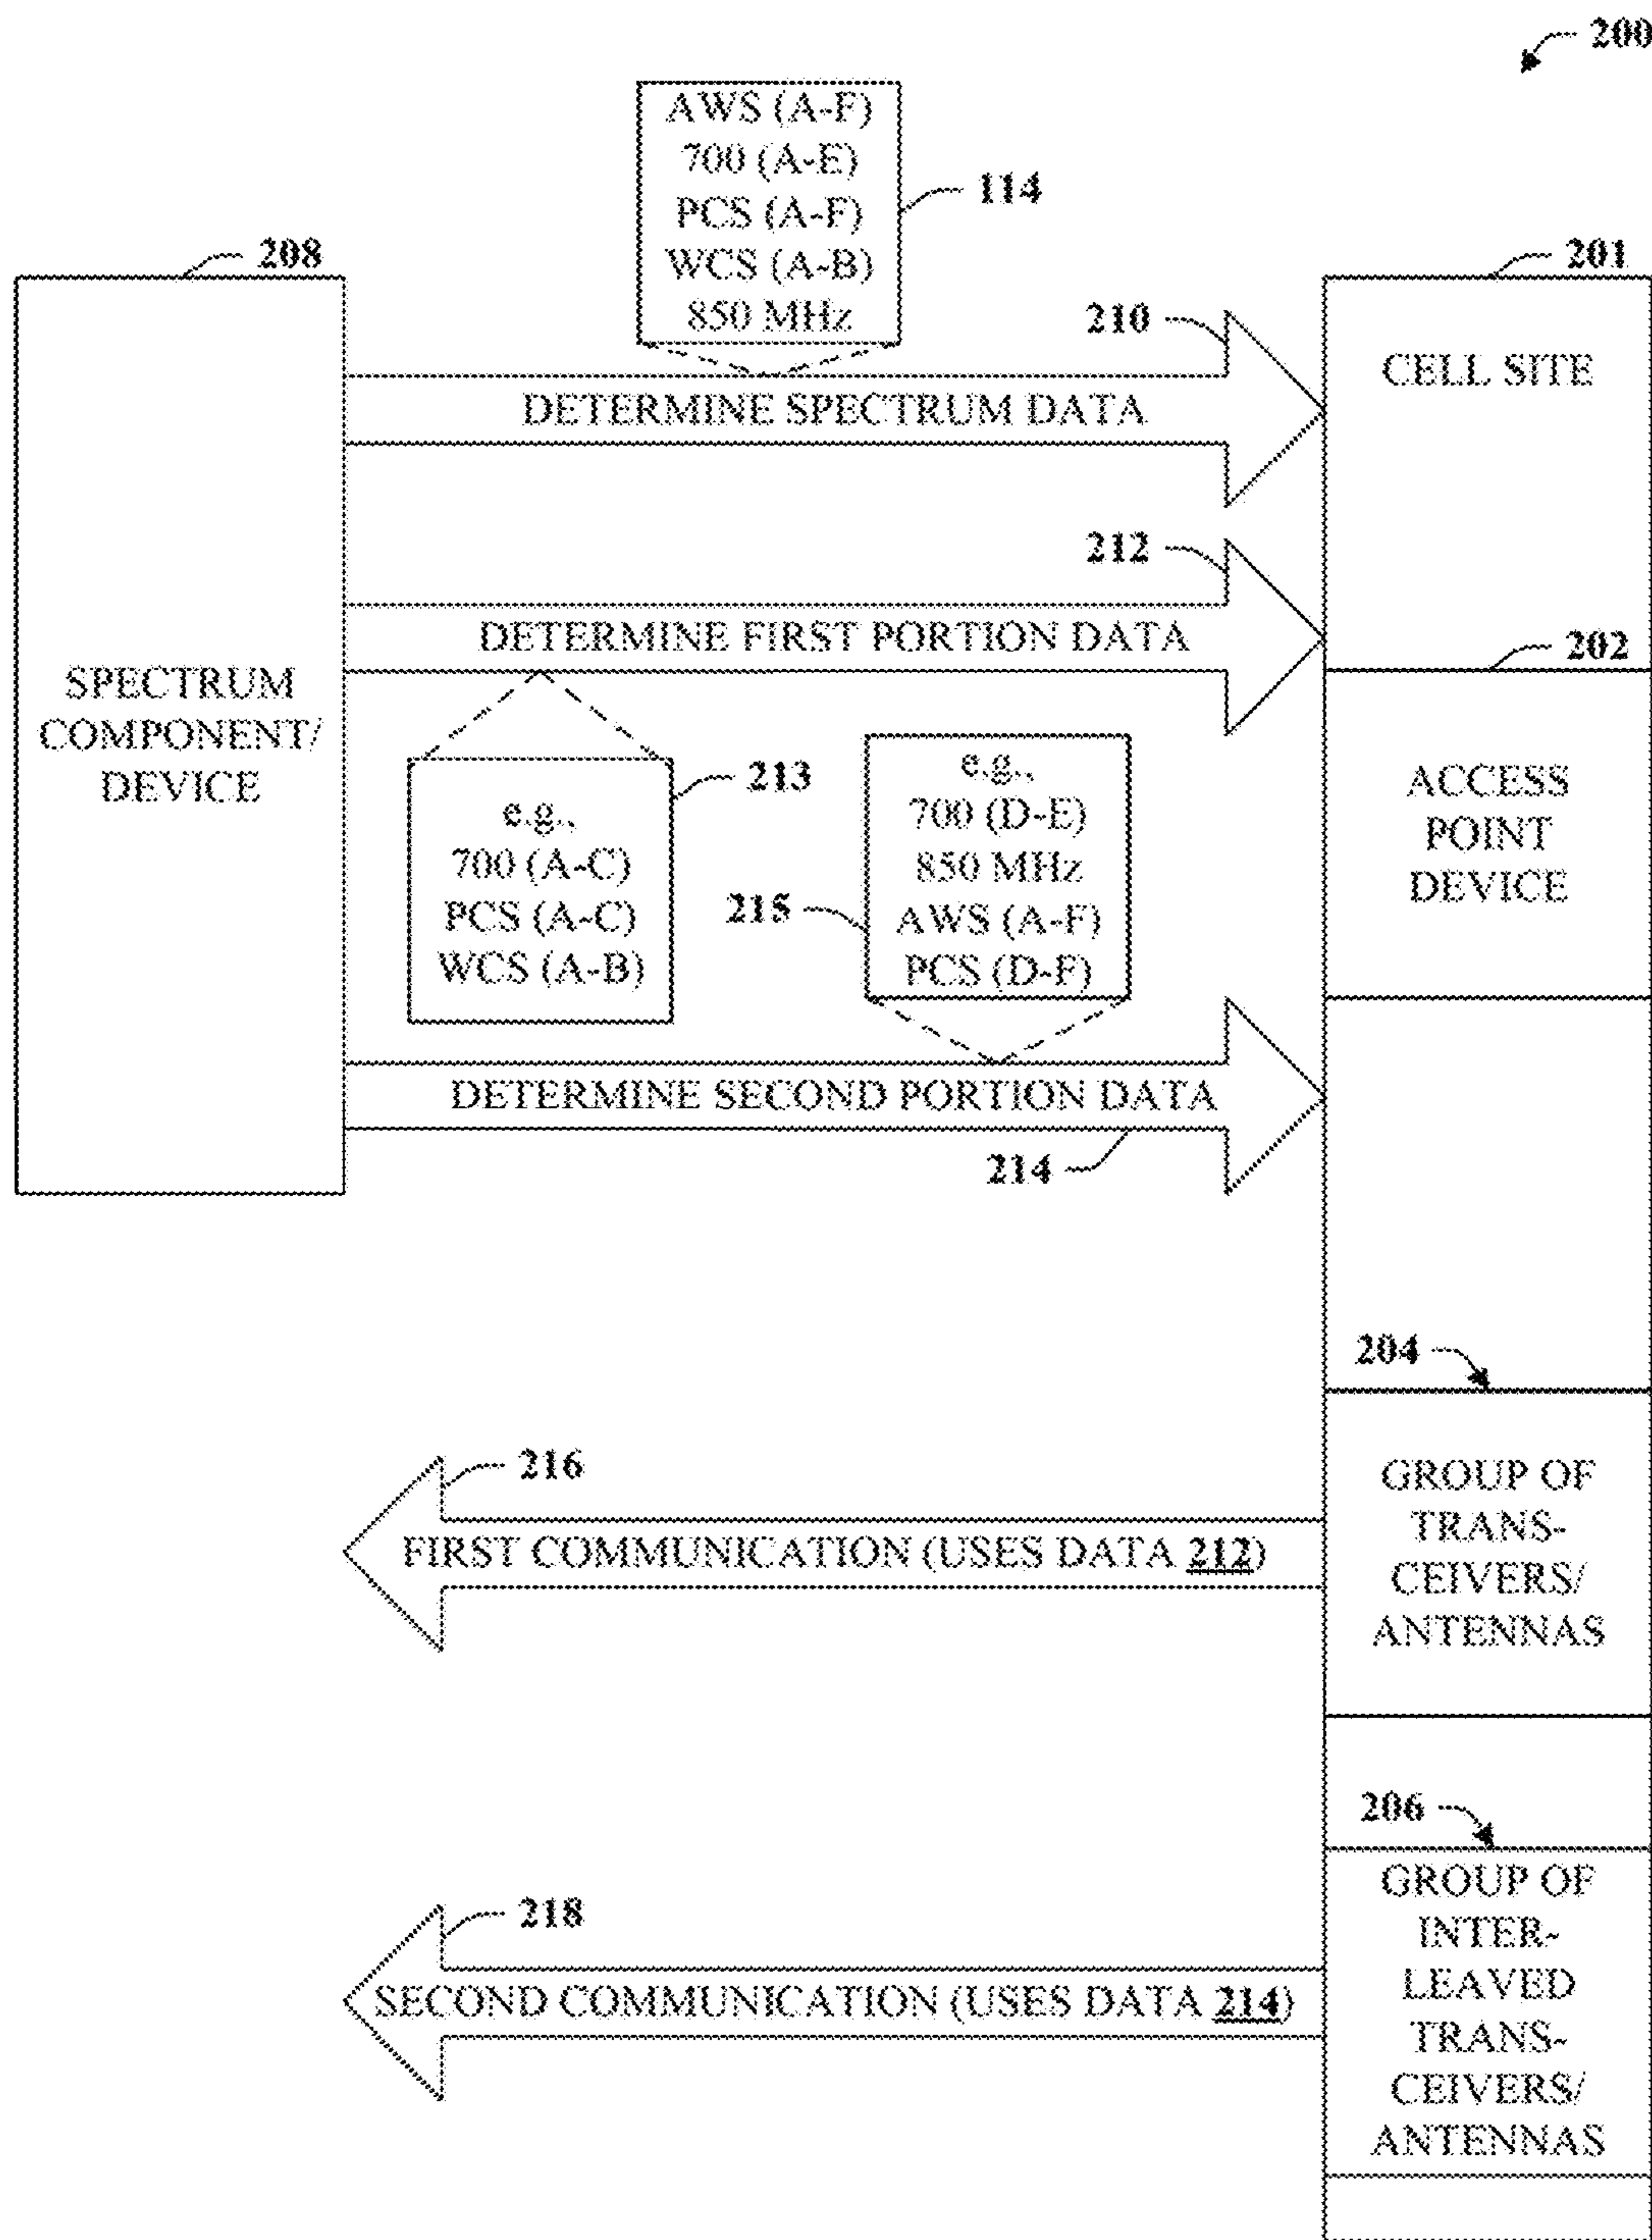 200
AWS (A-F)
700 (A-E)
PCS (A-F)
WCS (A-B)
850 MHz
114
208
201
210
CELL SITE
DETERMINE SPECTRUM DATA
212
DETERMINE FIRST PORTION DATA
202
SPECTRUM
COMPONENT/
DEVICE
213
e.g.,
700 (A-C)
PCS (A-C)
WCS (A-B)
215
e.g.,
700 (D-E)
850 MHz
AWS (A-F)
PCS (D-F)
ACCESS
POINT
DEVICE
DETERMINE SECOND PORTION DATA
214
204
216
FIRST COMMUNICATION (USES DATA 212)
GROUP OF
TRANS-
CEIVERS/
ANTENNAS
206
218
SECOND COMMUNICATION (USES DATA 214)
GROUP OF
INTER-
LEAVED
TRANS-
CEIVERS/
ANTENNAS